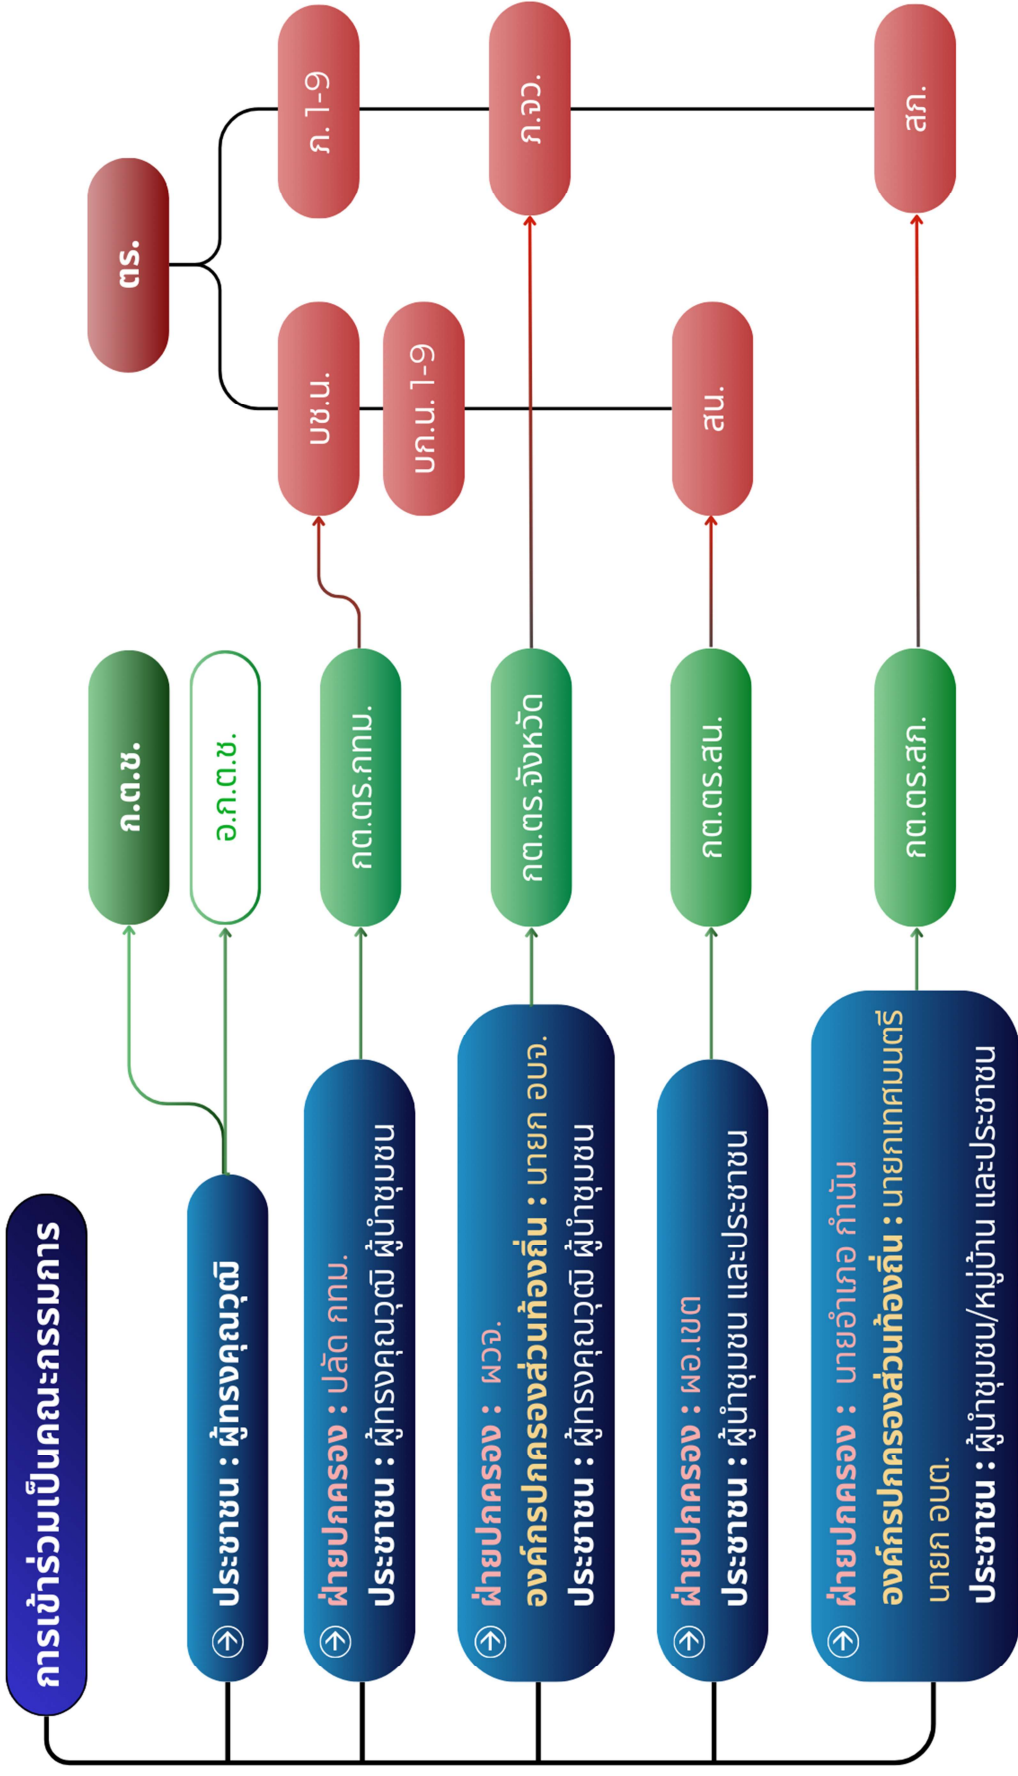 การเข้าร่วมเป็นคณะกรรมการ
ประชาชน : ผู้ทรงคุณวุฒิ
ฝ่ายปกครอง : ปลัด กทม.
ประชาชน : ผู้ทรงคุณวุฒิ ผู้นำชุมชน
ฝ่ายปกครอง : ผวจ.
องค์กรปกครองส่วนท้องถิ่น : นายก อบจ.
ประชาชน : ผู้ทรงคุณวุฒิ ผู้นำชุมชน
ฝ่ายปกครอง : ผอ.เขต
ประชาชน : ผู้นำชุมชน และประชาชน
ฝ่ายปกครอง : นายอำเภอ กำนัน
องค์กรปกครองส่วนท้องถิ่น : นายกเทศมนตรี
นายก อบต.
ประชาชน : ผู้นำชุมชน/หมู่บ้าน และประชาชน
ก.ต.ช.
อ.ก.ต.ช.
กต.ตร.กทม.
กต.ตร.จังหวัด
กต.ตร.สน.
กต.ตร.สภ.
ตร.
บช.น.
บก.น. 1-9
สน.
ภ. 1-9
ภ.จว.
สภ.